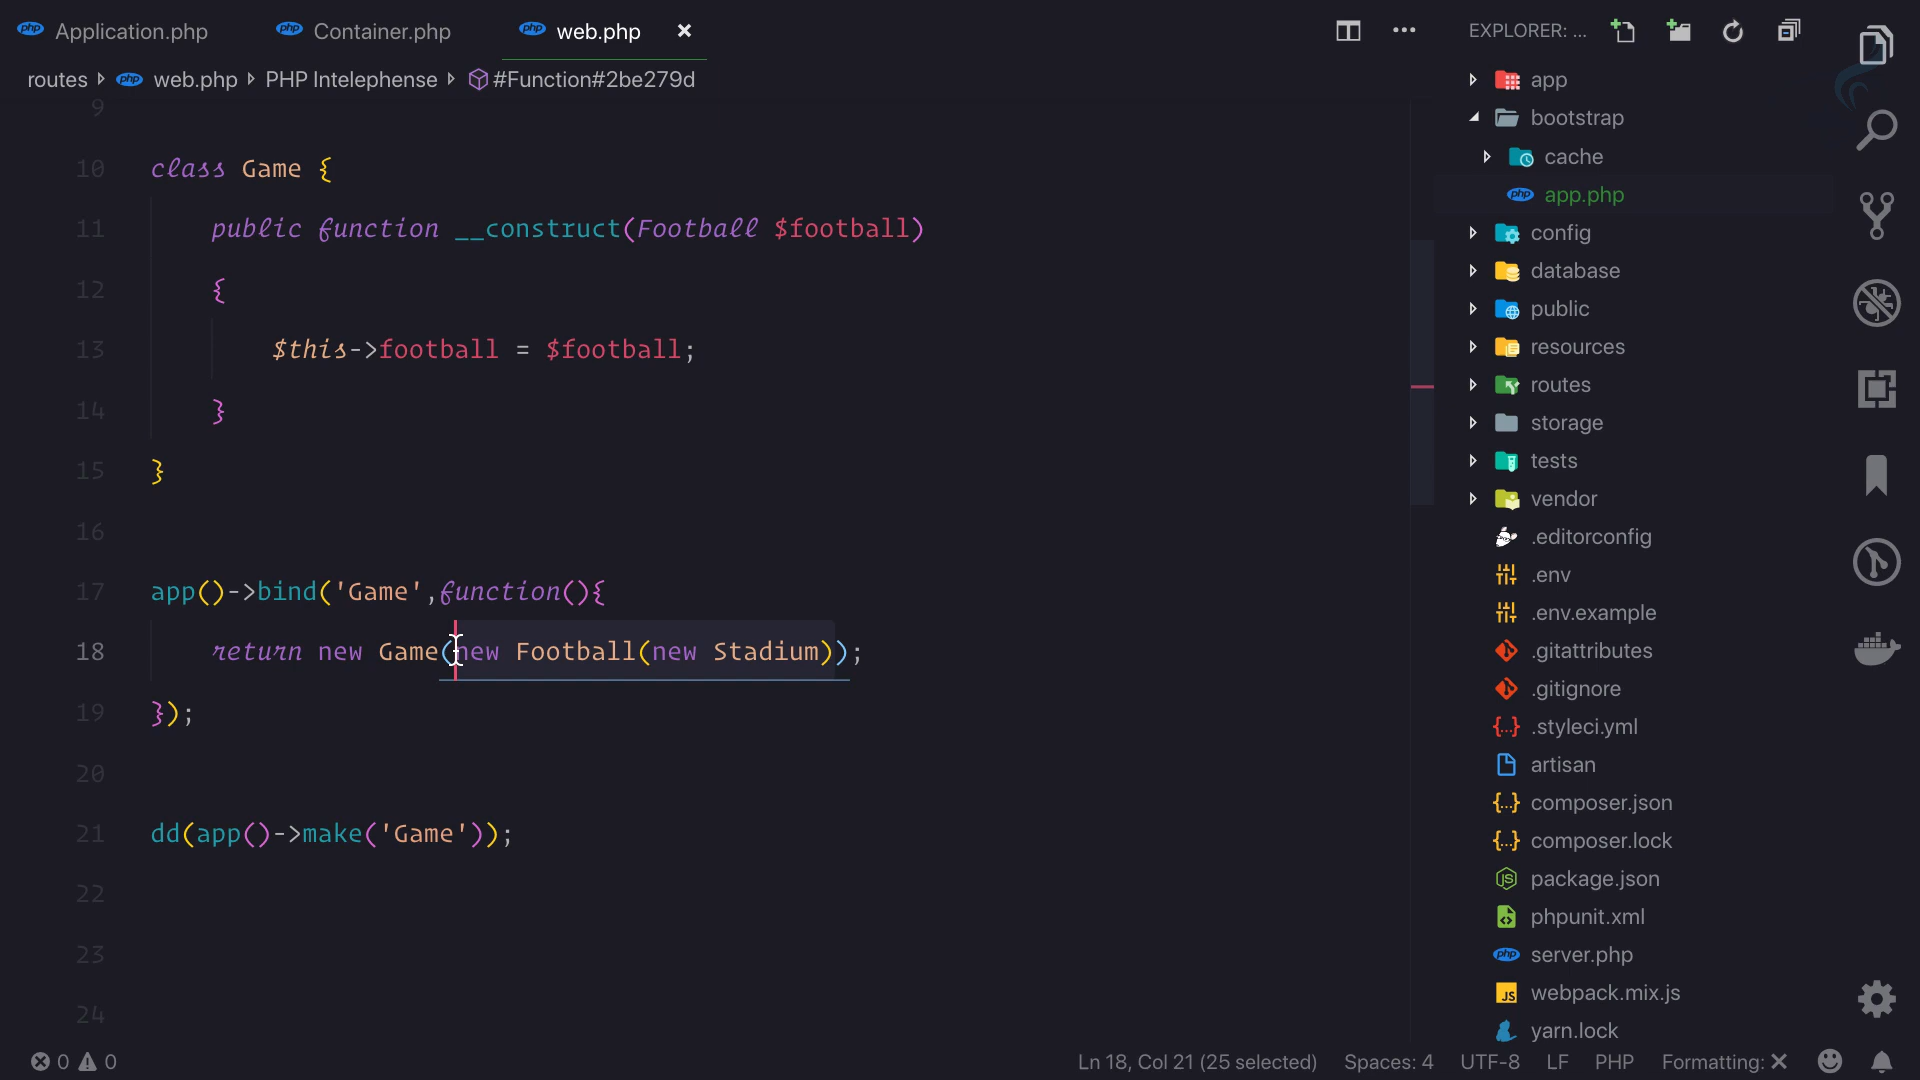 Application.php
Container.php
web.php
routes
web.php
PHP Intelephense
#Function#2be279d
9
10 class Game {
11 public function __construct(Football $football)
12 {
13 $this->football = $football;
14 }
15 }
16
17 app()->bind('Game',function(){
18 return new Game(new Football(new Stadium));
19 });
20
21 dd(app()->make('Game'));
22
23
24
EXPLORER: ...
app
bootstrap
cache
app.php
config
database
public
resources
routes
storage
tests
vendor
.editorconfig
.env
.env.example
.gitattributes
.gitignore
.styleci.yml
artisan
composer.json
composer.lock
package.json
phpunit.xml
server.php
webpack.mix.js
yarn.lock
0 0
Ln 18, Col 21 (25 selected)
Spaces: 4
UTF-8
LF
PHP
Formatting: